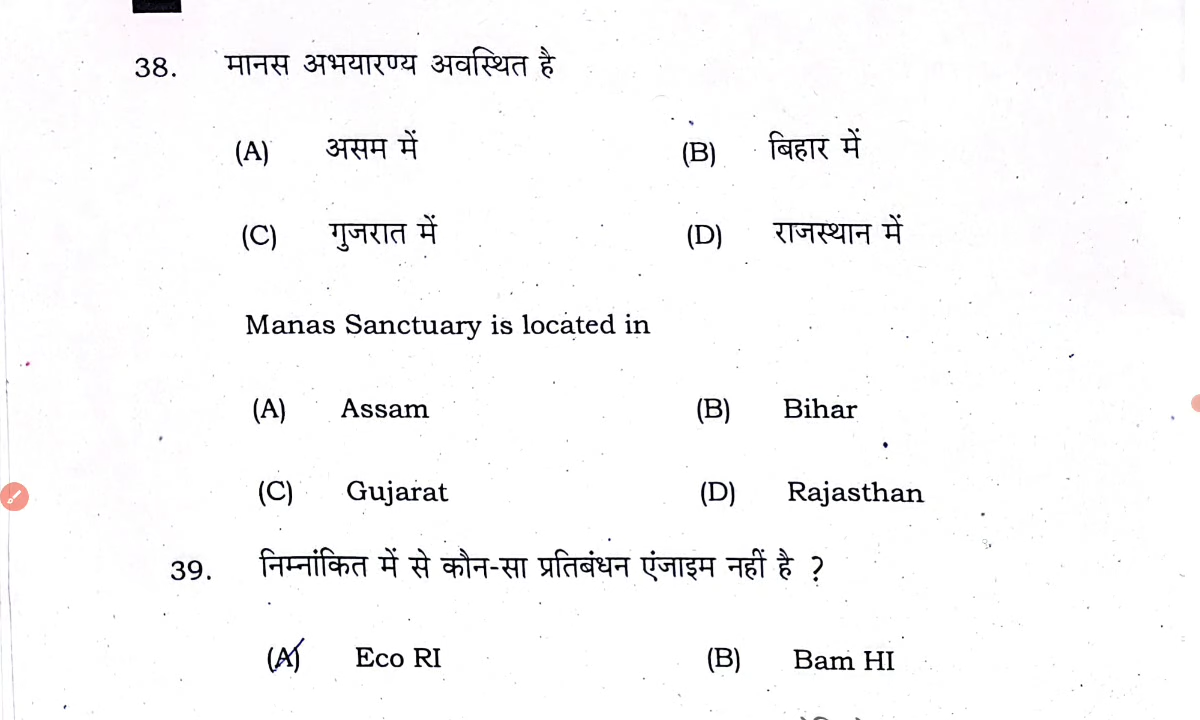 38. मानस अभयारण्य अवस्थित है
(A) असम में (B) बिहार में
(C) गुजरात में (D) राजस्थान में
Manas Sanctuary is located in
(A) Assam (B) Bihar
(C) Gujarat (D) Rajasthan
39. निम्नांकित में से कौन-सा प्रतिबंधन एंजाइम नहीं है ?
(A) Eco RI (B) Bam HI